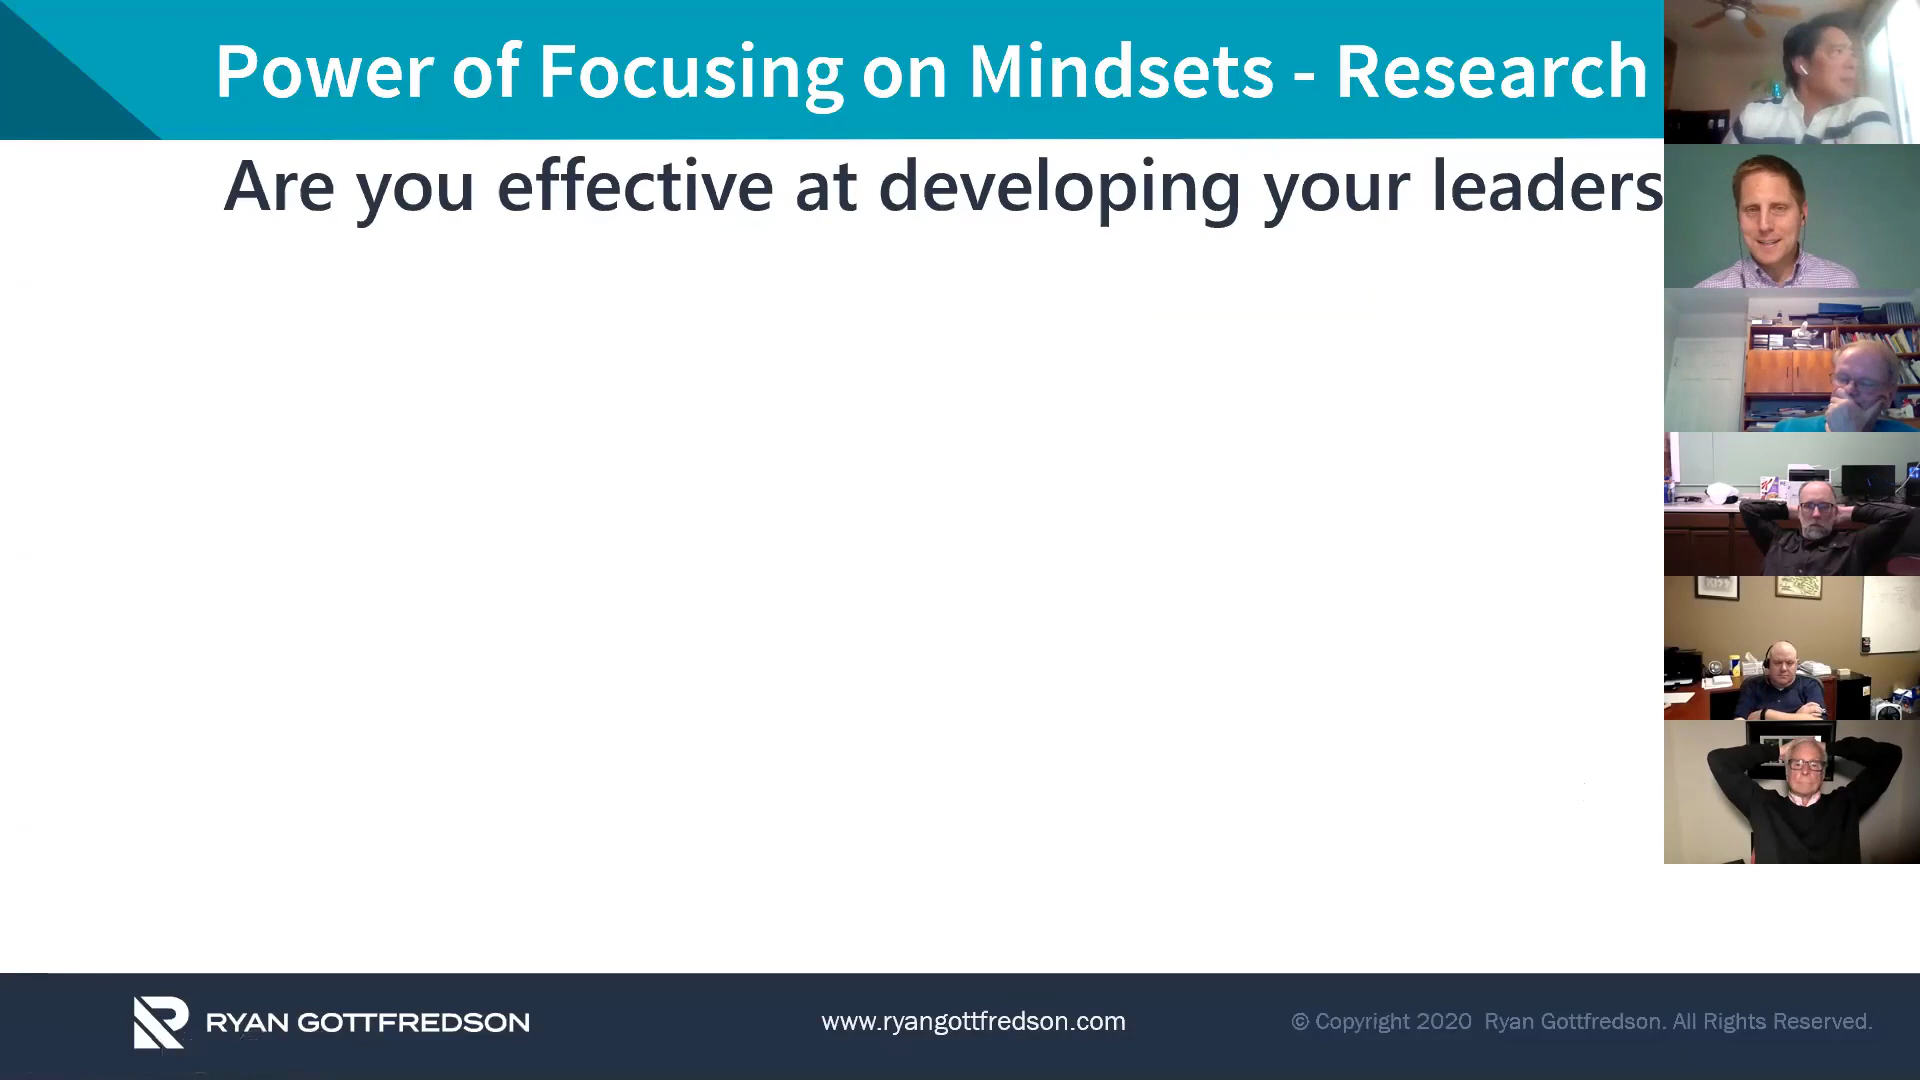 Power of Focusing on Mindsets - Research
Are you effective at developing your leaders
RYAN GOTTFREDSON
www.ryangottfredson.com
© Copyright 2020 Ryan Gottfredson. All Rights Reserved.